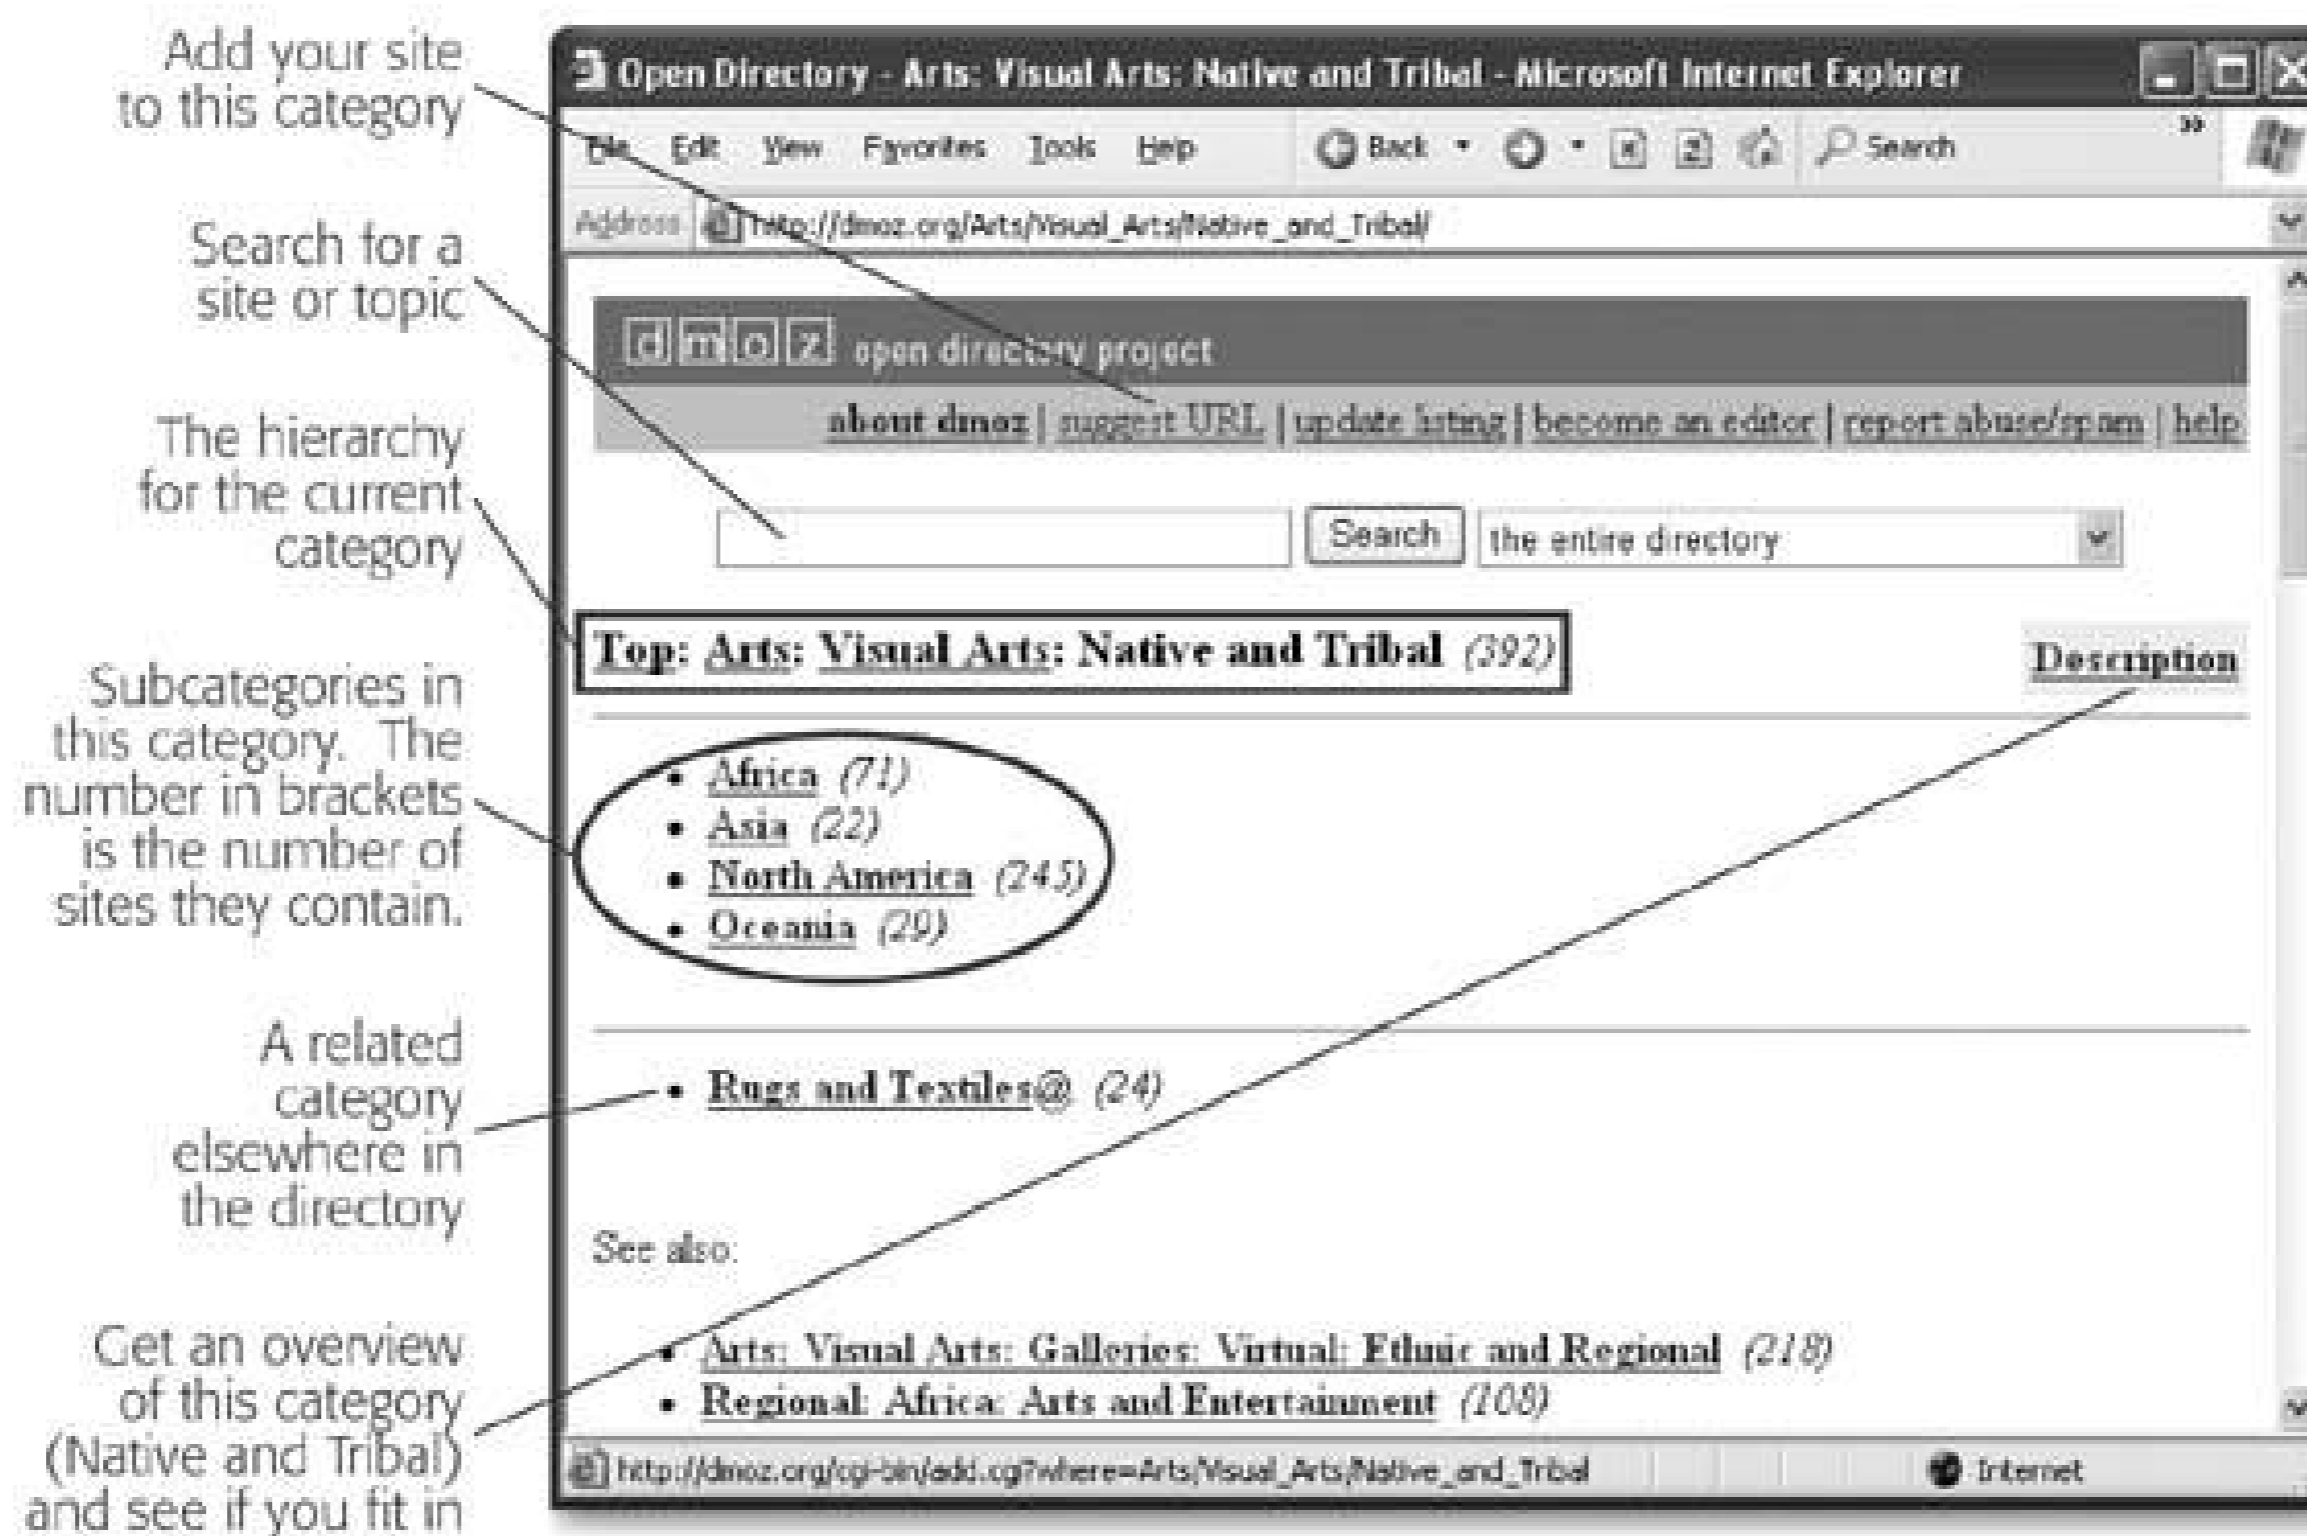 Add your site
to this category
Search for a
site or topic
The hierarchy
for the current
category
Subcategories in
this category. The
number in brackets
is the number of
sites they contain.
A related
category
elsewhere in
the directory
Get an overview
of this category
(Native and Tribal)
and see if you fit in
Open Directory - Arts: Visual Arts: Native and Tribal - Microsoft Internet Explorer
File Edit View Favorites Tools Help Back Search »
Address http://dmoz.org/Arts/Visual_Arts/Native_and_Tribal/
dmoz open directory project
about dmoz | suggest URL | update listing | become an editor | report abuse/spam | help
Search the entire directory
Top: Arts: Visual Arts: Native and Tribal (392)
Description
• Africa (71)
• Asia (22)
• North America (245)
• Oceania (29)
• Rugs and Textiles@ (24)
See also:
• Arts: Visual Arts: Galleries: Virtual: Ethnic and Regional (218)
• Regional: Africa: Arts and Entertainment (108)
http://dmoz.org/cgi-bin/add.cgi?where=Arts/Visual_Arts/Native_and_Tribal Internet